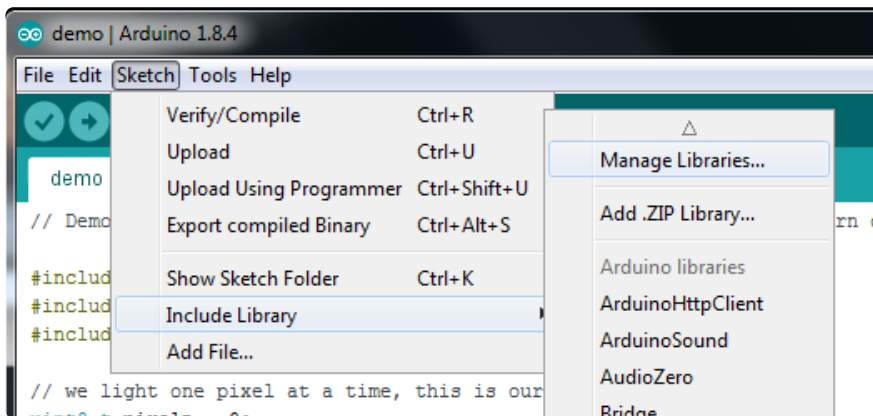 demo | Arduino 1.8.4
File Edit Sketch Tools Help
Verify/Compile Ctrl+R
Upload Ctrl+U
Upload Using Programmer Ctrl+Shift+U
Export compiled Binary Ctrl+Alt+S
Show Sketch Folder Ctrl+K
Include Library
Add File...
Manage Libraries...
Add .ZIP Library...
Arduino libraries
ArduinoHttpClient
ArduinoSound
AudioZero
Bridge
demo
// Demo
rn
#includ
#includ
#includ
// we light one pixel at a time, this is our